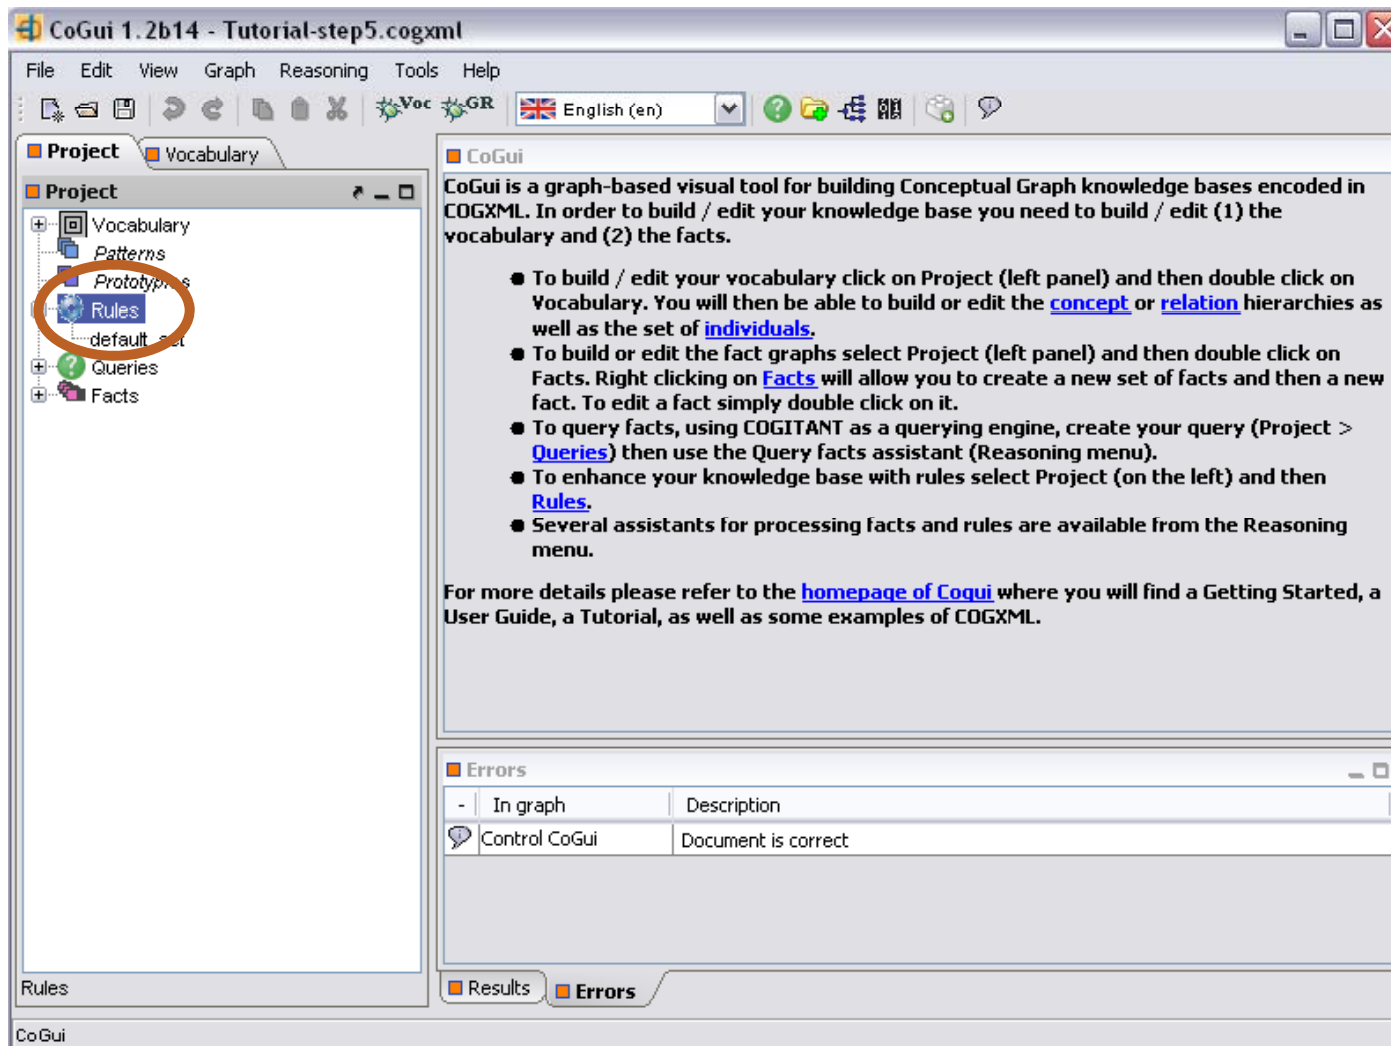 CoGui 1.2b14 - Tutorial-step5.cogxml
File Edit View Graph Reasoning Tools Help
Voc GR English (en)
Project Vocabulary
Project
Vocabulary
Patterns
Prototypes
Rules
default_set
Queries
Facts
Rules
CoGui
CoGui is a graph-based visual tool for building Conceptual Graph knowledge bases encoded in
COGXML. In order to build / edit your knowledge base you need to build / edit (1) the
vocabulary and (2) the facts.
To build / edit your vocabulary click on Project (left panel) and then double click on
Vocabulary. You will then be able to build or edit the concept or relation hierarchies as
well as the set of individuals.
To build or edit the fact graphs select Project (left panel) and then double click on
Facts. Right clicking on Facts will allow you to create a new set of facts and then a new
fact. To edit a fact simply double click on it.
To query facts, using COGITANT as a querying engine, create your query (Project >
Queries) then use the Query facts assistant (Reasoning menu).
To enhance your knowledge base with rules select Project (on the left) and then
Rules.
Several assistants for processing facts and rules are available from the Reasoning
menu.
For more details please refer to the homepage of Cogui where you will find a Getting Started, a
User Guide, a Tutorial, as well as some examples of COGXML.
Errors
- In graph Description
Control CoGui Document is correct
Results Errors
CoGui